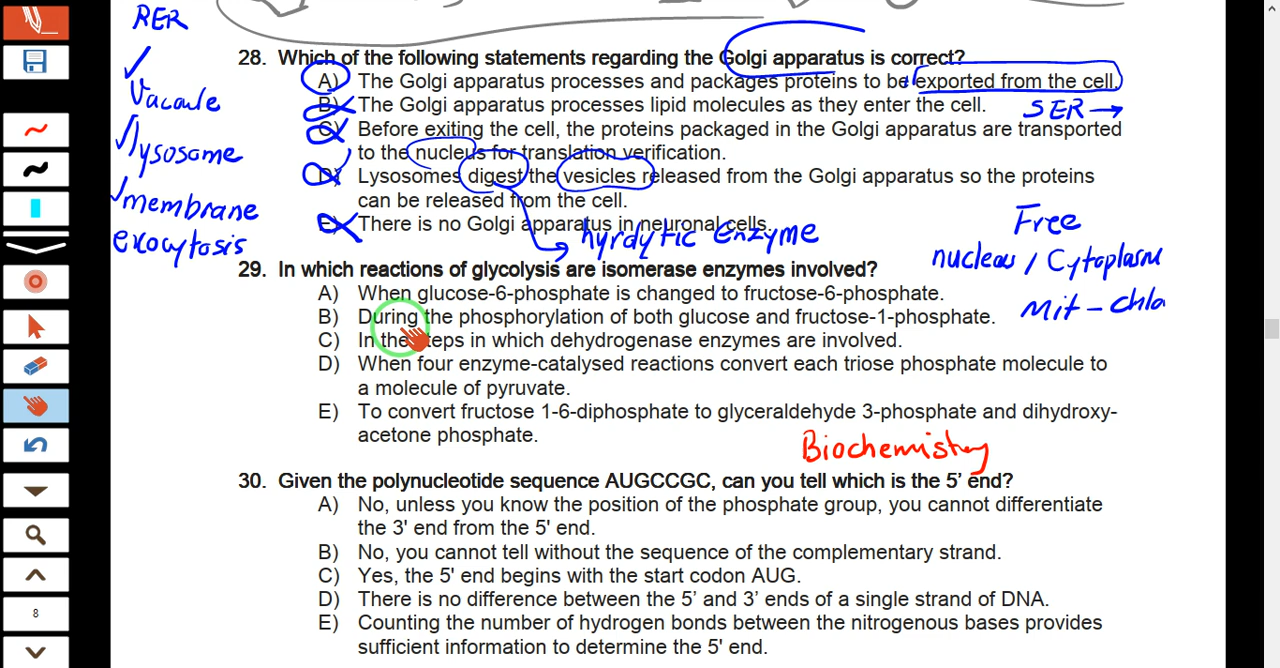 RER
Vacuole
lysosome
membrane
exocytosis
28. Which of the following statements regarding the Golgi apparatus is correct?
A) The Golgi apparatus processes and packages proteins to be exported from the cell.
B) The Golgi apparatus processes lipid molecules as they enter the cell.
SER →
C) Before exiting the cell, the proteins packaged in the Golgi apparatus are transported
to the nucleus for translation verification.
D) Lysosomes digest the vesicles released from the Golgi apparatus so the proteins
can be released from the cell.
E) There is no Golgi apparatus in neuronal cells.
hyrdlytic Enzyme
Free
nucleous / Cytoplasm
Mit - chlo
29. In which reactions of glycolysis are isomerase enzymes involved?
A) When glucose-6-phosphate is changed to fructose-6-phosphate.
B) During the phosphorylation of both glucose and fructose-1-phosphate.
C) In the steps in which dehydrogenase enzymes are involved.
D) When four enzyme-catalysed reactions convert each triose phosphate molecule to
a molecule of pyruvate.
E) To convert fructose 1-6-diphosphate to glyceraldehyde 3-phosphate and dihydroxy-
acetone phosphate.
Biochemistry
30. Given the polynucleotide sequence AUGCCGC, can you tell which is the 5' end?
A) No, unless you know the position of the phosphate group, you cannot differentiate
the 3' end from the 5' end.
B) No, you cannot tell without the sequence of the complementary strand.
C) Yes, the 5' end begins with the start codon AUG.
D) There is no difference between the 5' and 3' ends of a single strand of DNA.
E) Counting the number of hydrogen bonds between the nitrogenous bases provides
sufficient information to determine the 5' end.
8